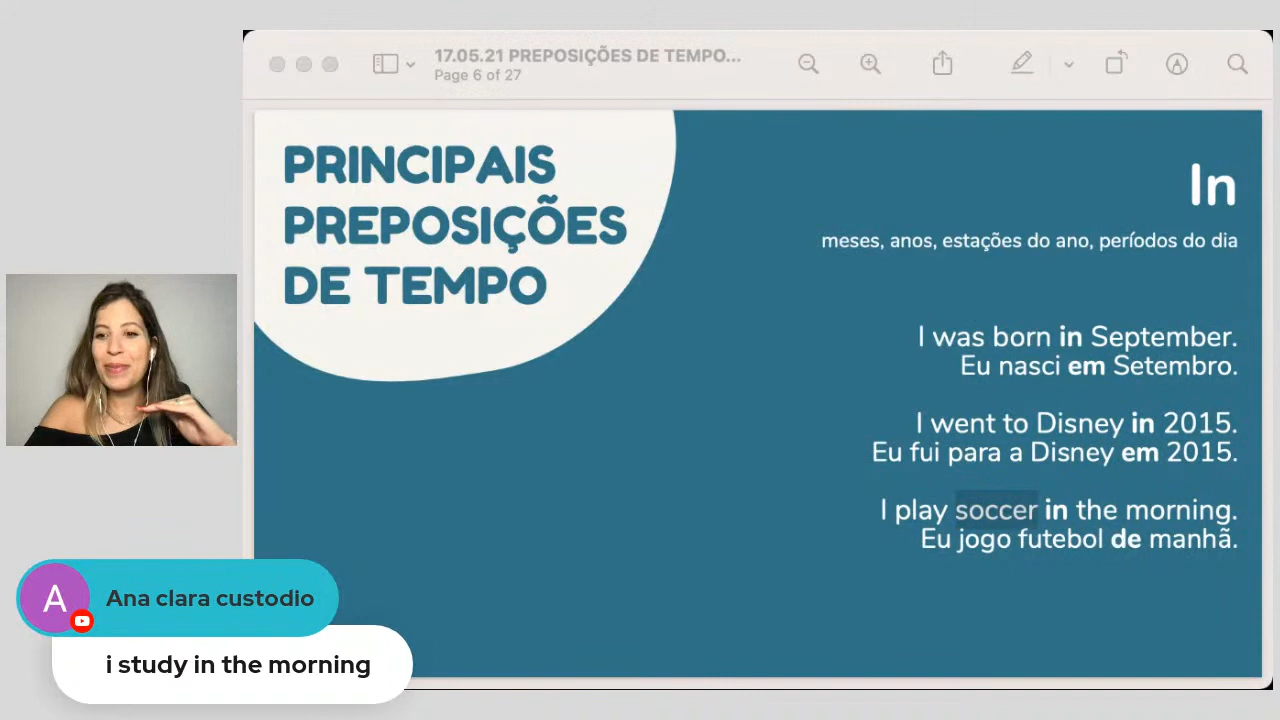 17.05.21 PREPOSIÇÕES DE TEMPO...
Page 6 of 27
PRINCIPAIS
PREPOSIÇÕES
DE TEMPO
In
meses, anos, estações do ano, períodos do dia
I was born in September.
Eu nasci em Setembro.
I went to Disney in 2015.
Eu fui para a Disney em 2015.
I play soccer in the morning.
Eu jogo futebol de manhã.
A
Ana clara custodio
i study in the morning